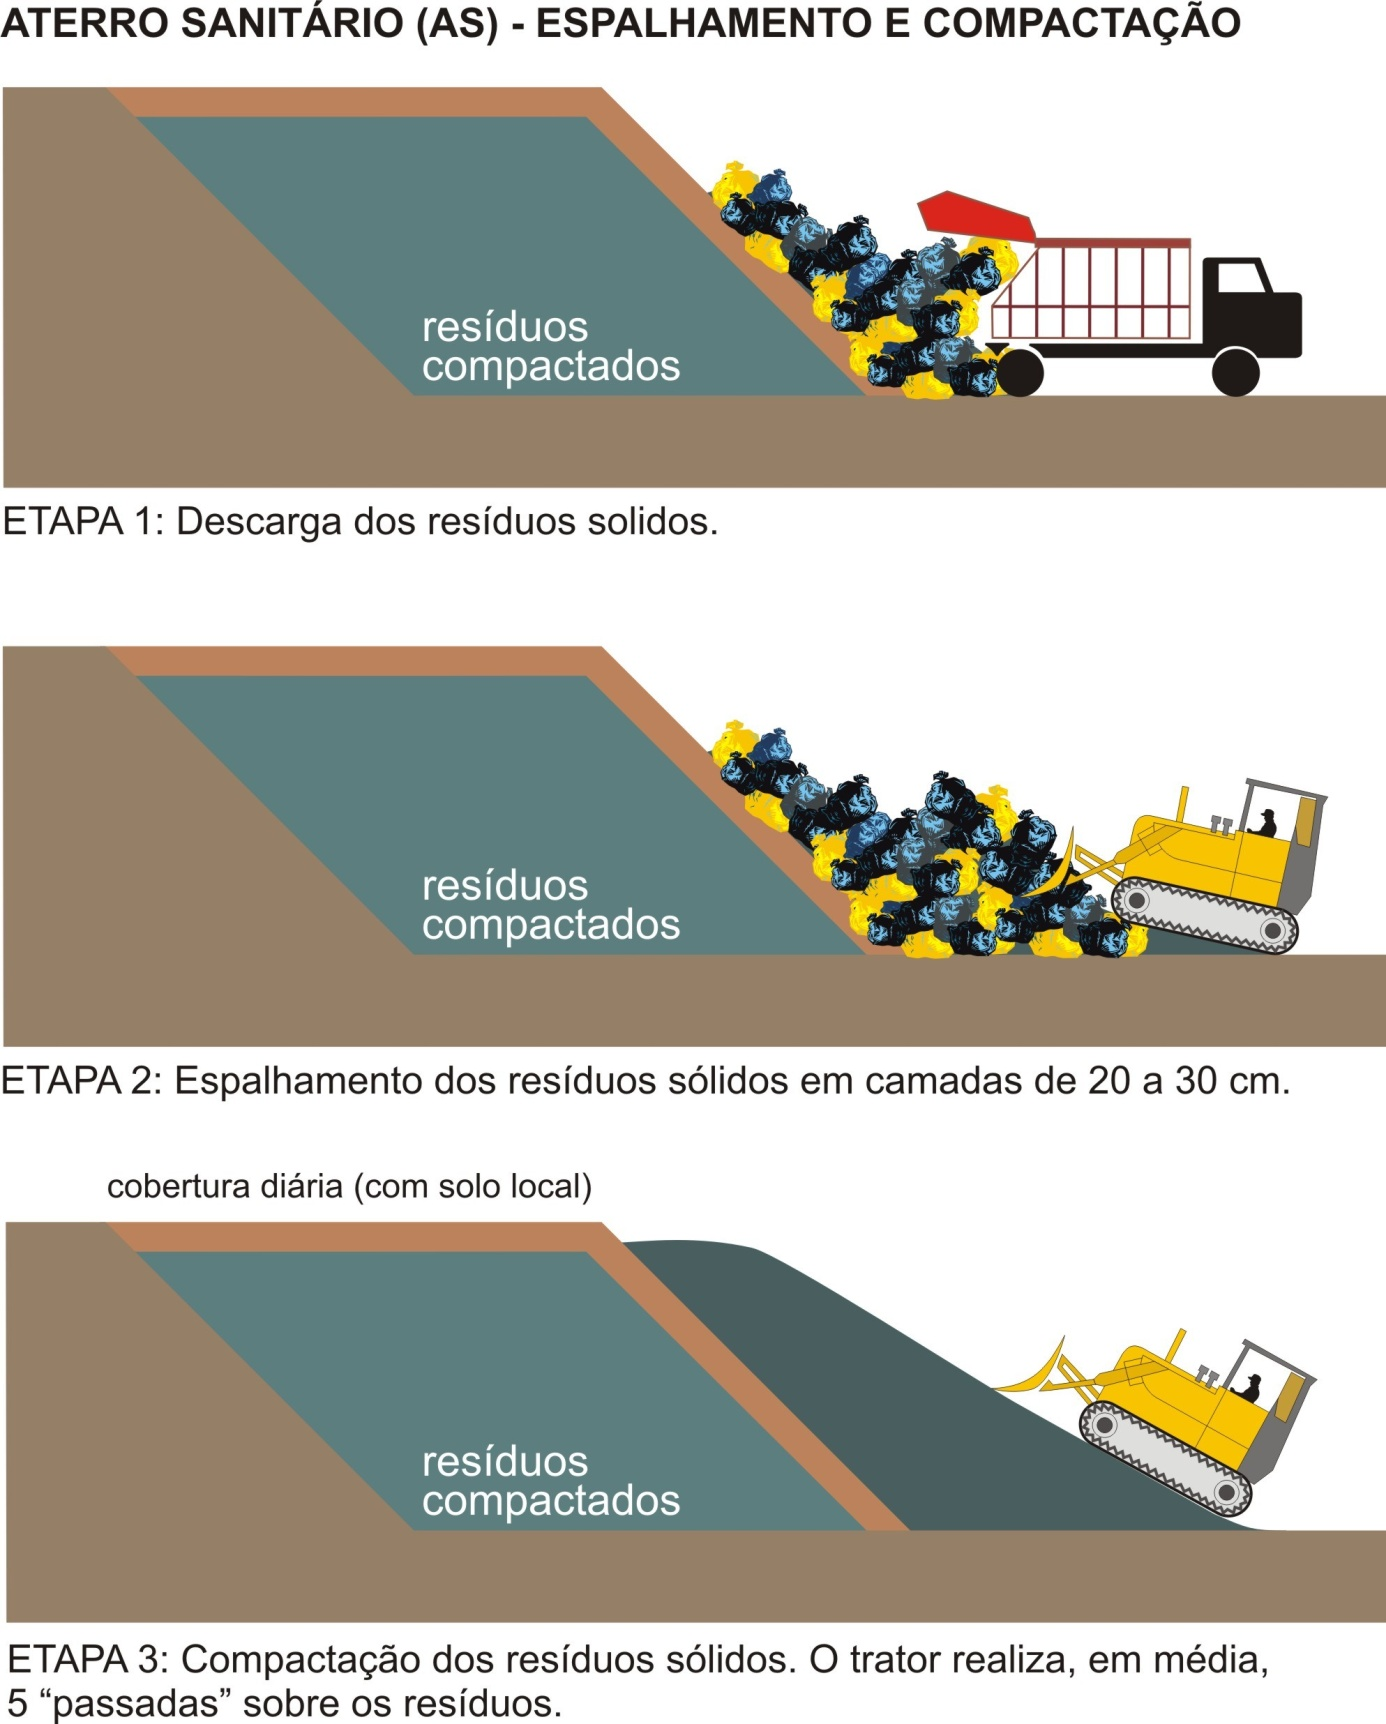 ATERRO SANITÁRIO (AS) - ESPALHAMENTO E COMPACTAÇÃO
resíduos
compactados
ETAPA 1: Descarga dos resíduos solidos.
resíduos
compactados
ETAPA 2: Espalhamento dos resíduos sólidos em camadas de 20 a 30 cm.
cobertura diária (com solo local)
resíduos
compactados
ETAPA 3: Compactação dos resíduos sólidos. O trator realiza, em média,
5 “passadas” sobre os resíduos.